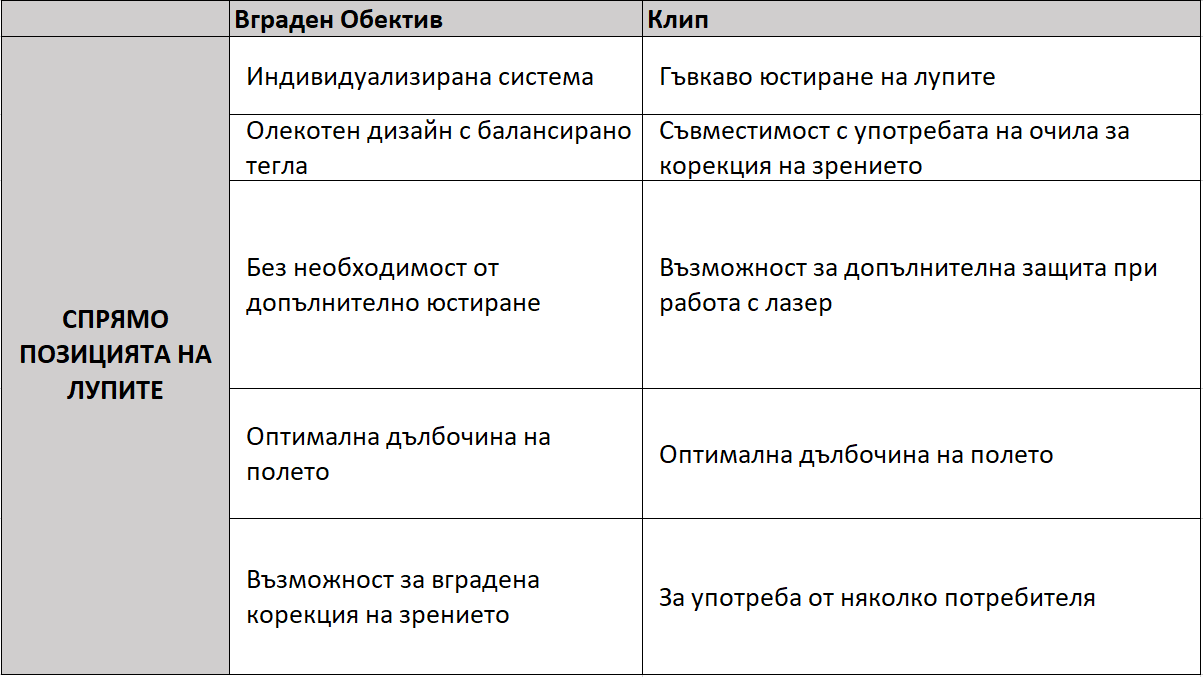 Вграден Обектив
Клип
СПРЯМО
ПОЗИЦИЯТА НА
ЛУПИТЕ
Индивидуализирана система
Гъвкаво юстиране на лупите
Олекотен дизайн с балансирано
тегла
Съвместимост с употребата на очила за
корекция на зрението
Без необходимост от
допълнително юстиране
Възможност за допълнителна защита при
работа с лазер
Оптимална дълбочина на
полето
Оптимална дълбочина на полето
Възможност за вградена
корекция на зрението
За употреба от няколко потребителя